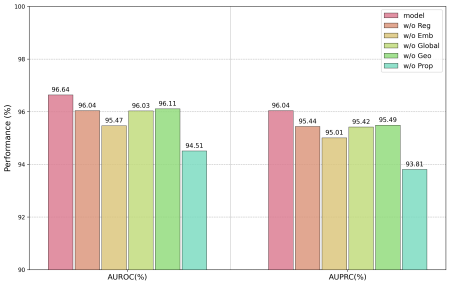 100
98
96
94
92
90
Performance (%)
model
w/o Reg
w/o Emb
w/o Global
w/o Geo
w/o Prop
96.64
96.04
95.47
96.03
96.11
94.51
96.04
95.44
95.01
95.42
95.49
93.81
AUROC(%)
AUPRC(%)